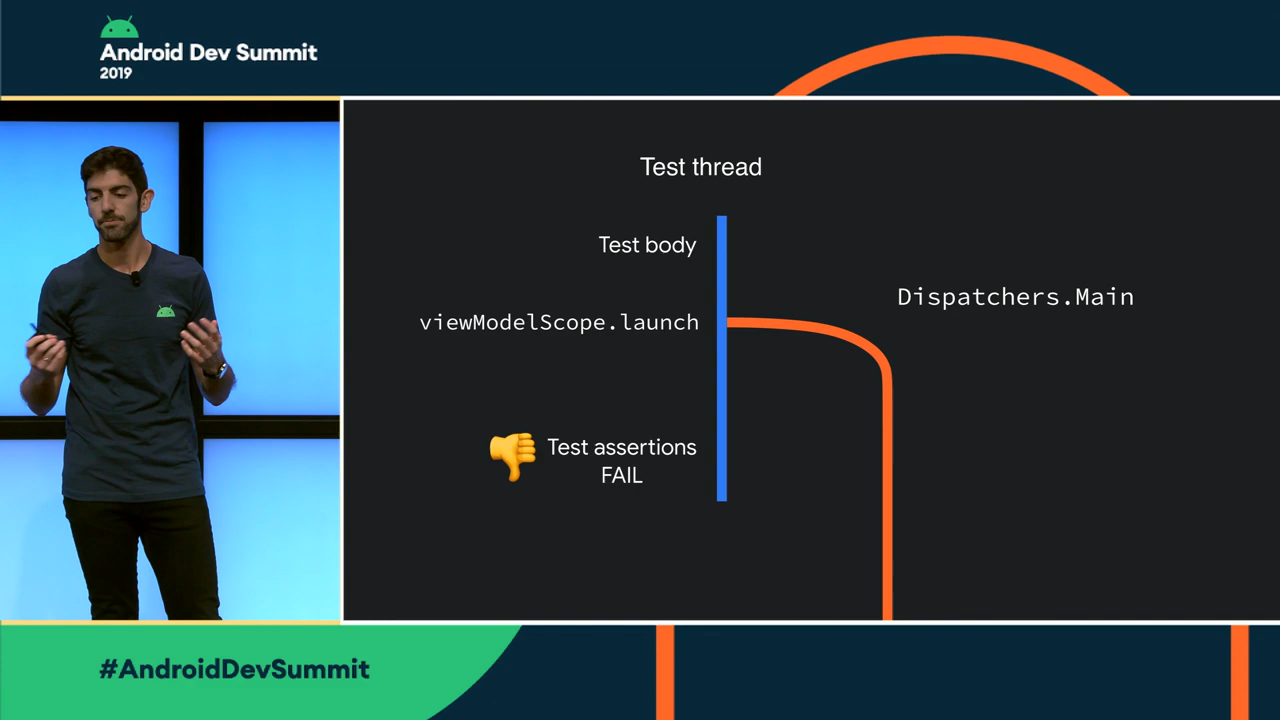 Android Dev Summit
2019
Test thread
Test body
Dispatchers.Main
viewModelScope.launch
Test assertions
FAIL
#AndroidDevSummit